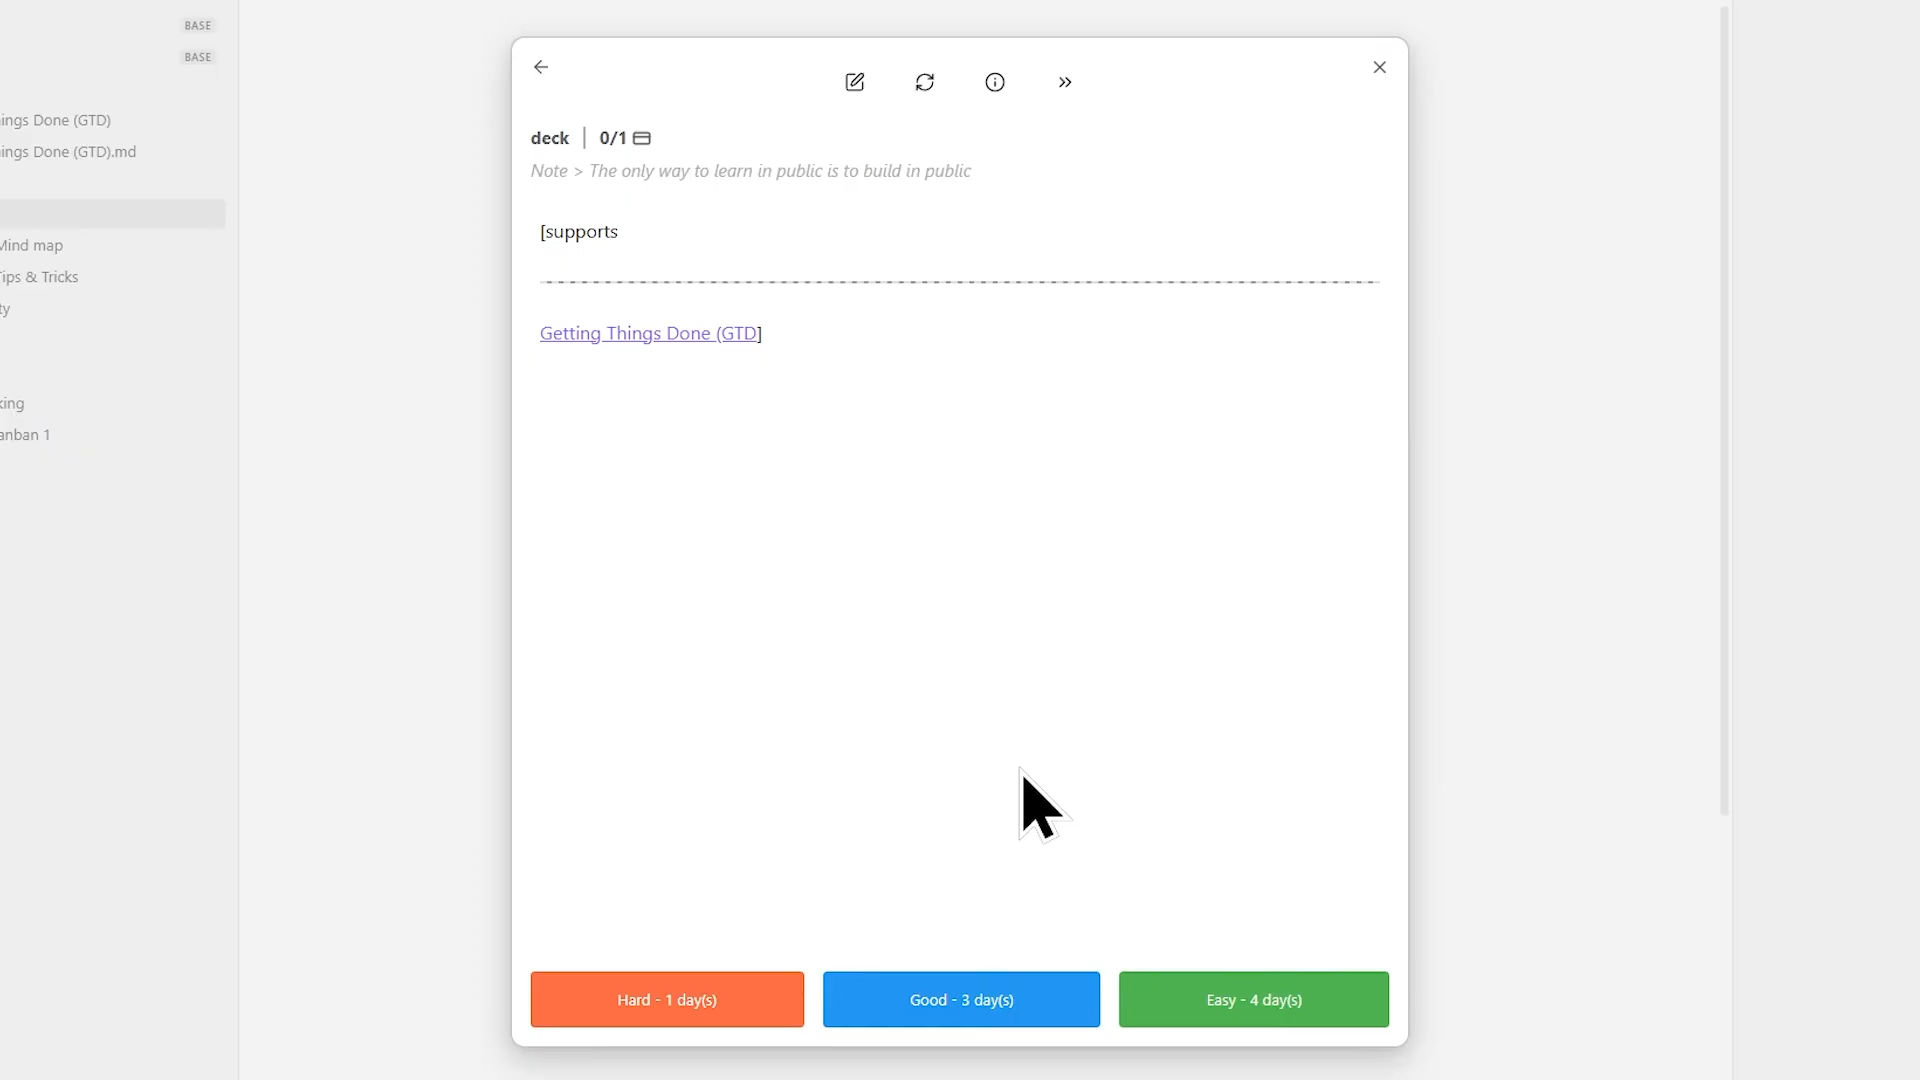 BASE
BASE
ings Done (GTD)
ings Done (GTD).md
Mind map
Tips & Tricks
ty
king
anban 1
deck | 0/1
Note > The only way to learn in public is to build in public
[supports
Getting Things Done (GTD]
Hard - 1 day(s)
Good - 3 day(s)
Easy - 4 day(s)